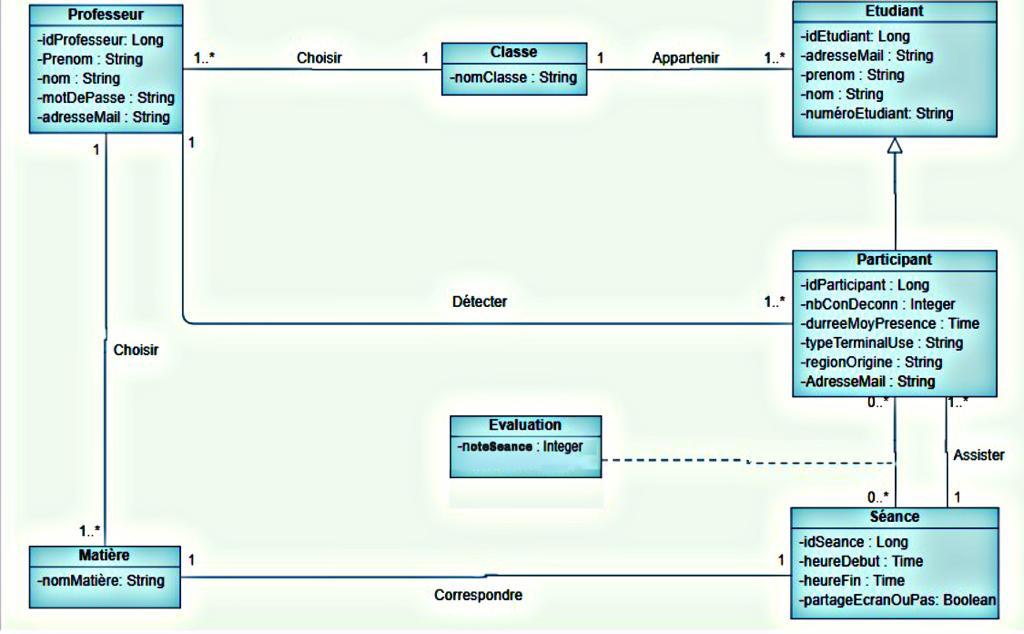 Professeur
-idProfesseur: Long
-Prenom : String
-nom : String
-motDePasse : String
-adresseMail : String
1..*
Choisir
1
Classe
-nomClasse : String
1
Appartenir
1..*
Etudiant
-idEtudiant: Long
-adresseMail : String
-prenom : String
-nom : String
-numéroEtudiant: String
1
1
Détecter
1..*
Participant
-idParticipant : Long
-nbConDeconn : Integer
-durreeMoyPresence : Time
-typeTerminalUse : String
-regionOrigine : String
-AdresseMail : String
Choisir
0..*
1..*
Evaluation
-noteSeance : Integer
Assister
0..*
1
1..*
Matière
-nomMatière: String
1
Correspondre
1
Séance
-idSeance : Long
-heureDebut : Time
-heureFin : Time
-partageEcranOuPas: Boolean